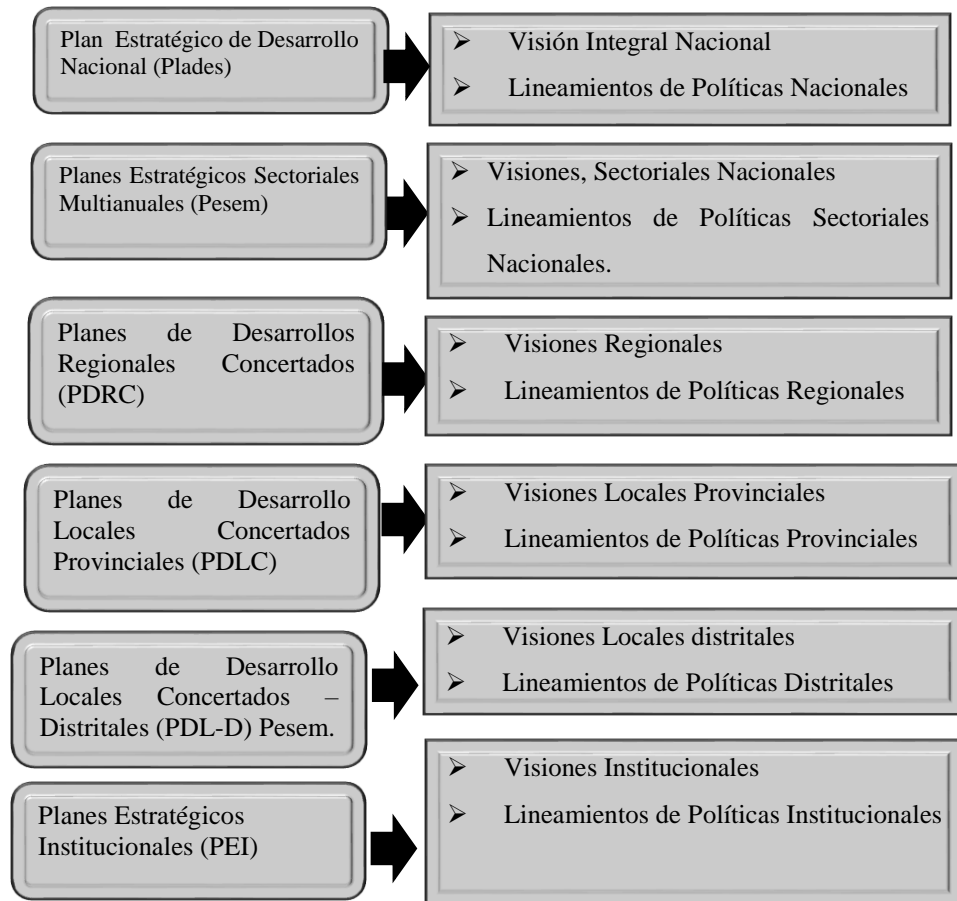 Plan Estratégico de Desarrollo
Nacional (Plades)
➤ Visión Integral Nacional
➤ Lineamientos de Políticas Nacionales
Planes Estratégicos Sectoriales
Multianuales (Pesem)
➤ Visiones, Sectoriales Nacionales
➤ Lineamientos de Políticas Sectoriales
Nacionales.
Planes de Desarrollos
Regionales Concertados
(PDRC)
➤ Visiones Regionales
➤ Lineamientos de Políticas Regionales
Planes de Desarrollo
Locales Concertados
Provinciales (PDLC)
➤ Visiones Locales Provinciales
➤ Lineamientos de Políticas Provinciales
Planes de Desarrollo
Locales Concertados –
Distritales (PDL-D) Pesem.
➤ Visiones Locales distritales
➤ Lineamientos de Políticas Distritales
Planes Estratégicos
Institucionales (PEI)
➤ Visiones Institucionales
➤ Lineamientos de Políticas Institucionales